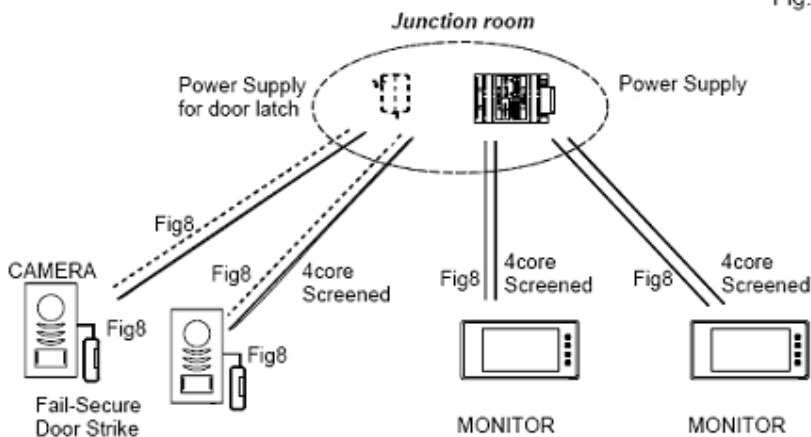 Fig.
Junction room
Power Supply
for door latch
Power Supply
Fig8
Fig8
4core
Screened
Fig8
4core
Screened
Fig8
4core
Screened
CAMERA
Fig8
Fig8
Fail-Secure
Door Strike
MONITOR
MONITOR